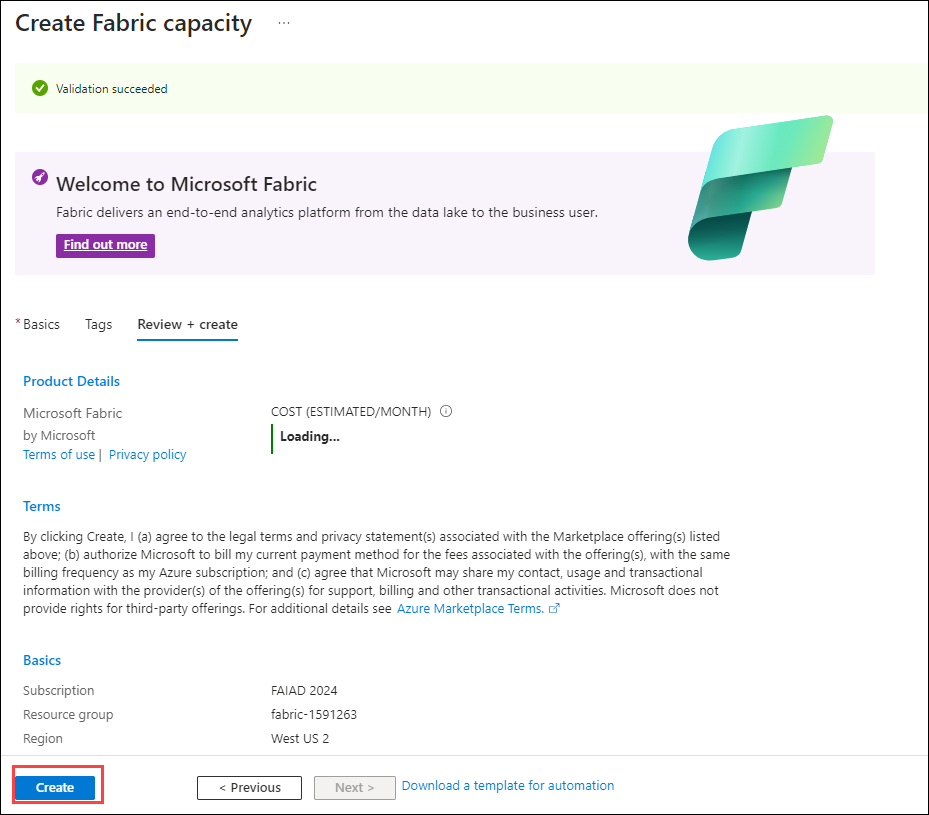 Create Fabric capacity ...
Validation succeeded
Welcome to Microsoft Fabric
Fabric delivers an end-to-end analytics platform from the data lake to the business user.
Find out more
* Basics Tags Review + create
Product Details
Microsoft Fabric
by Microsoft
Terms of use | Privacy policy
COST (ESTIMATED/MONTH)
Loading...
Terms
By clicking Create, I (a) agree to the legal terms and privacy statement(s) associated with the Marketplace offering(s) listed
above; (b) authorize Microsoft to bill my current payment method for the fees associated with the offering(s), with the same
billing frequency as my Azure subscription; and (c) agree that Microsoft may share my contact, usage and transactional
information with the provider(s) of the offering(s) for support, billing and other transactional activities. Microsoft does not
provide rights for third-party offerings. For additional details see Azure Marketplace Terms.
Basics
Subscription FAIAD 2024
Resource group fabric-1591263
Region West US 2
Create < Previous Next > Download a template for automation